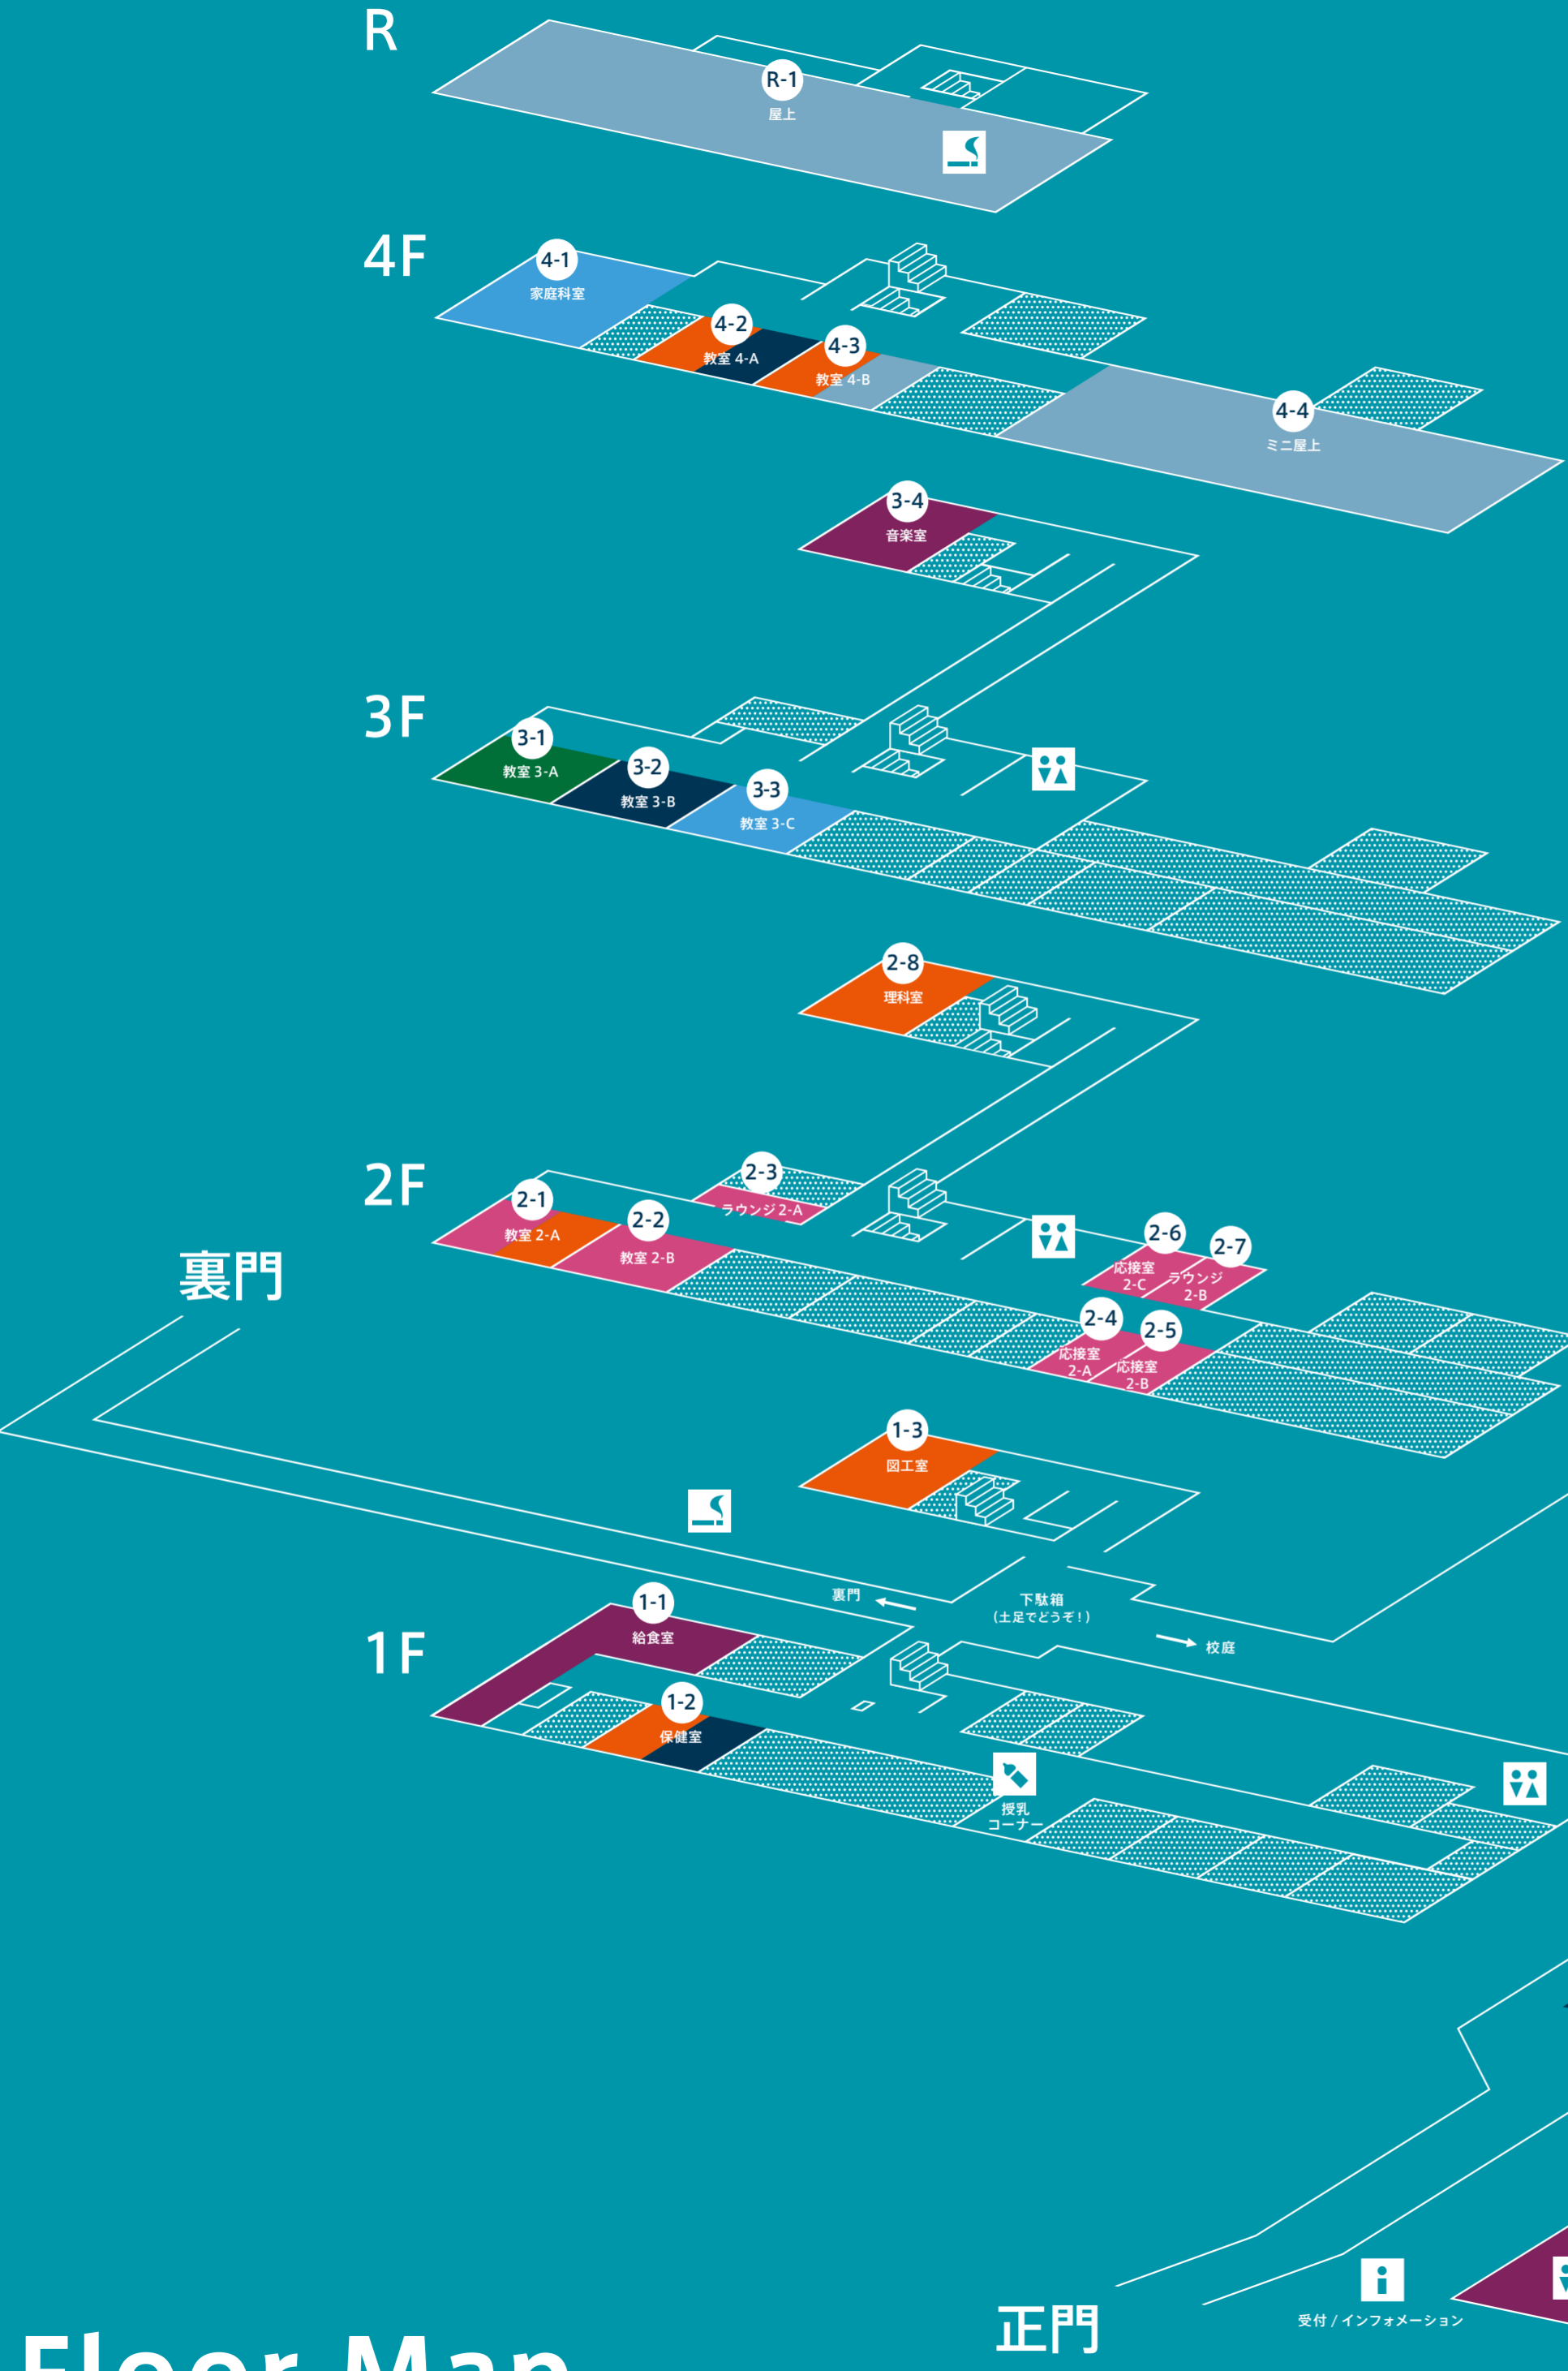 R
R-1
屋上
4F
4-1
家庭科室
4-2
教室 4-A
4-3
教室 4-B
4-4
ミニ屋上
3-4
音楽室
3F
3-1
教室 3-A
3-2
教室 3-B
3-3
教室 3-C
2-8
理科室
2F
2-1
教室 2-A
2-2
教室 2-B
2-3
ラウンジ 2-A
2-6
応接室
2-C
2-7
ラウンジ
2-B
2-4
応接室
2-A
2-5
応接室
2-B
裏門
1-3
図工室
裏門
下駄箱
(土足でどうぞ！)
校庭
1F
1-1
給食室
1-2
保健室
授乳
コーナー
受付 / インフォメーション
正門
Floor Map